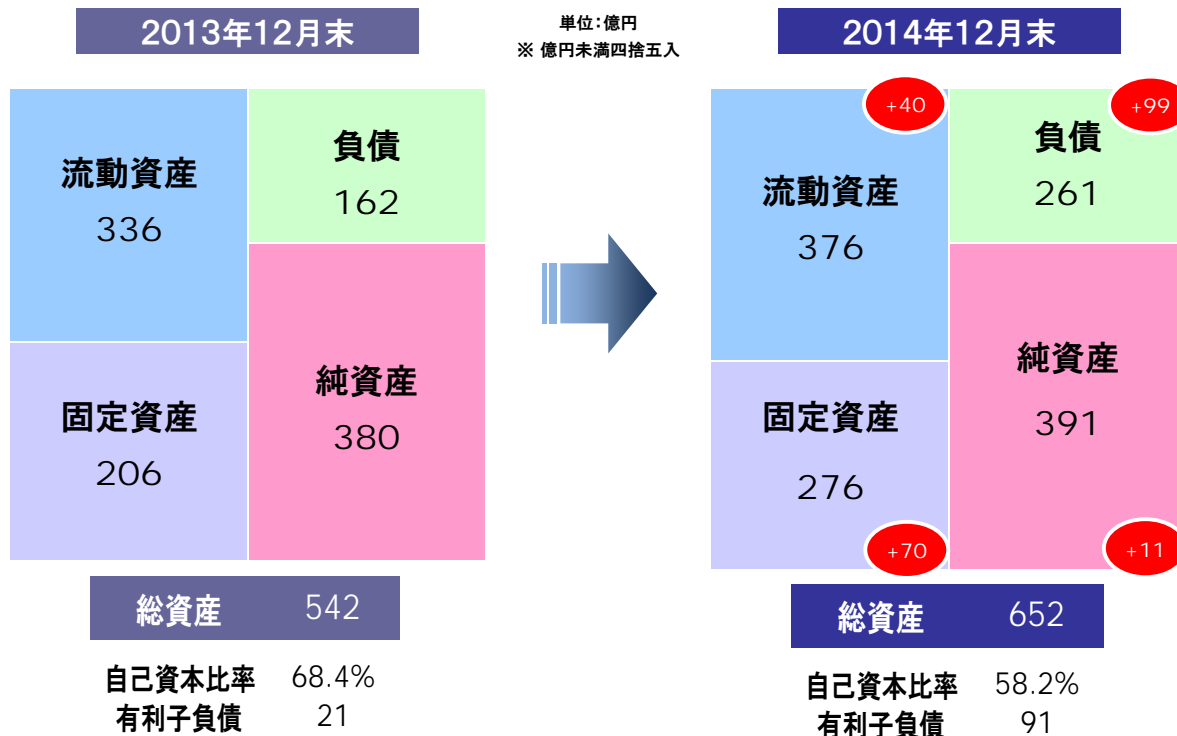 2013年12月末
単位:億円
※ 億円未満四捨五入
2014年12月末
流動資産
336
負債
162
固定資産
206
純資産
380
総資産 542
自己資本比率 68.4%
有利子負債 21
+40
+99
流動資産
376
負債
261
固定資産
276
純資産
391
+70
+11
総資産 652
自己資本比率 58.2%
有利子負債 91